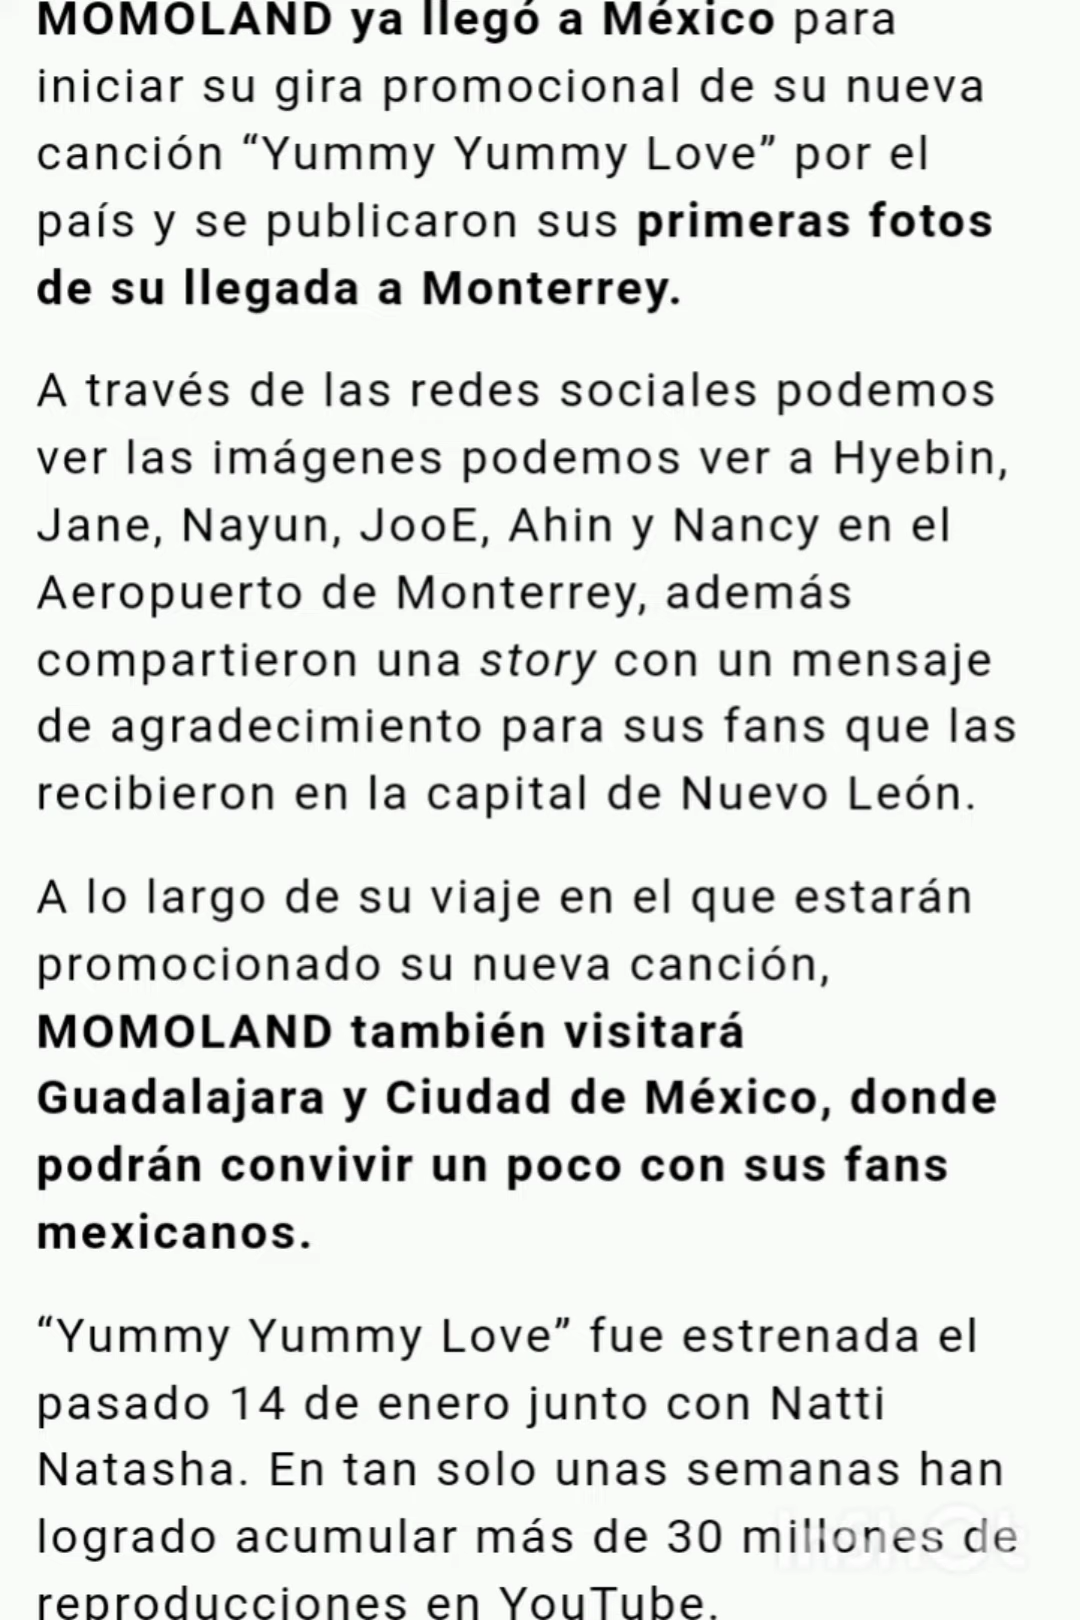 MOMOLAND ya llegó a México para
iniciar su gira promocional de su nueva
canción “Yummy Yummy Love” por el
país y se publicaron sus primeras fotos
de su llegada a Monterrey.
A través de las redes sociales podemos
ver las imágenes podemos ver a Hyebin,
Jane, Nayun, JooE, Ahin y Nancy en el
Aeropuerto de Monterrey, además
compartieron una story con un mensaje
de agradecimiento para sus fans que las
recibieron en la capital de Nuevo León.
A lo largo de su viaje en el que estarán
promocionado su nueva canción,
MOMOLAND también visitará
Guadalajara y Ciudad de México, donde
podrán convivir un poco con sus fans
mexicanos.
“Yummy Yummy Love” fue estrenada el
pasado 14 de enero junto con Natti
Natasha. En tan solo unas semanas han
logrado acumular más de 30 millones de
reproducciones en YouTube.
InShOt